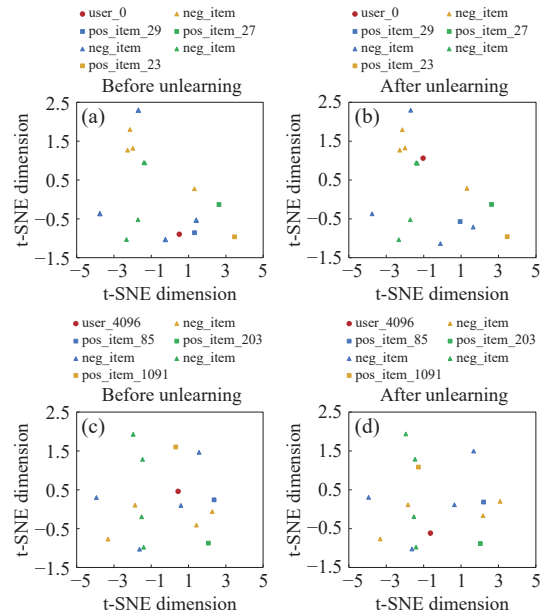 user_0 neg_item
pos_item_29 pos_item_27
neg_item neg_item
pos_item_23
Before unlearning
(a)
t-SNE dimension
2.5
1.5
0.5
−0.5
−1.5
−5 −3 −1 1 3 5
t-SNE dimension
user_0 neg_item
pos_item_29 pos_item_27
neg_item neg_item
pos_item_23
After unlearning
(b)
t-SNE dimension
2.5
1.5
0.5
−0.5
−1.5
−5 −3 −1 1 3 5
t-SNE dimension
user_4096 neg_item
pos_item_85 pos_item_203
neg_item neg_item
pos_item_1091
Before unlearning
(c)
t-SNE dimension
2.5
1.5
0.5
−0.5
−1.5
−5 −3 −1 1 3 5
t-SNE dimension
user_4096 neg_item
pos_item_85 pos_item_203
neg_item neg_item
pos_item_1091
After unlearning
(d)
t-SNE dimension
2.5
1.5
0.5
−0.5
−1.5
−5 −3 −1 1 3 5
t-SNE dimension